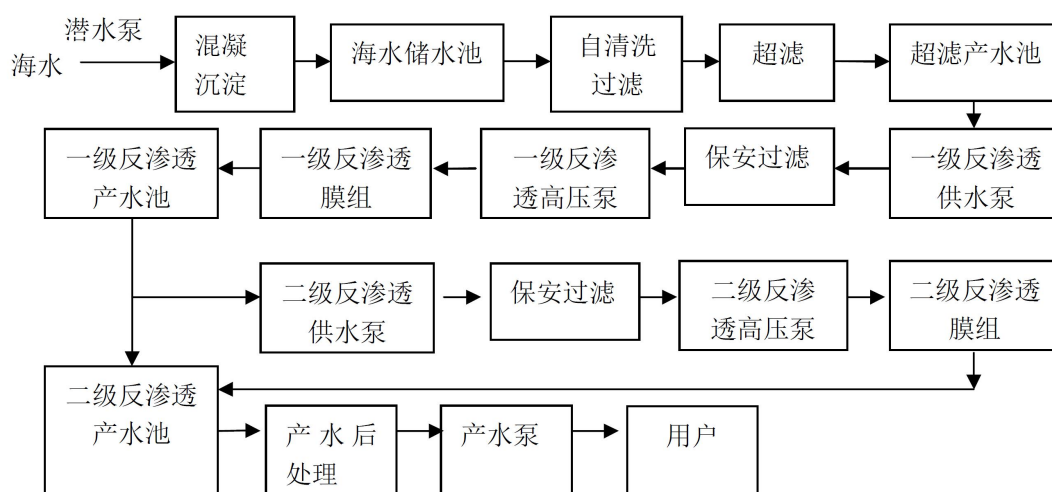 潜水泵
海水
混凝
沉淀
海水储水池
自清洗
过滤
超滤
超滤产水池
一级反渗透
产水池
一级反渗透
膜组
一级反渗
透高压泵
保安过滤
一级反渗透
供水泵
二级反渗透
供水泵
保安过滤
二级反渗
透高压泵
二级反渗透
膜组
二级反渗透
产水池
产水后
处理
产水泵
用户